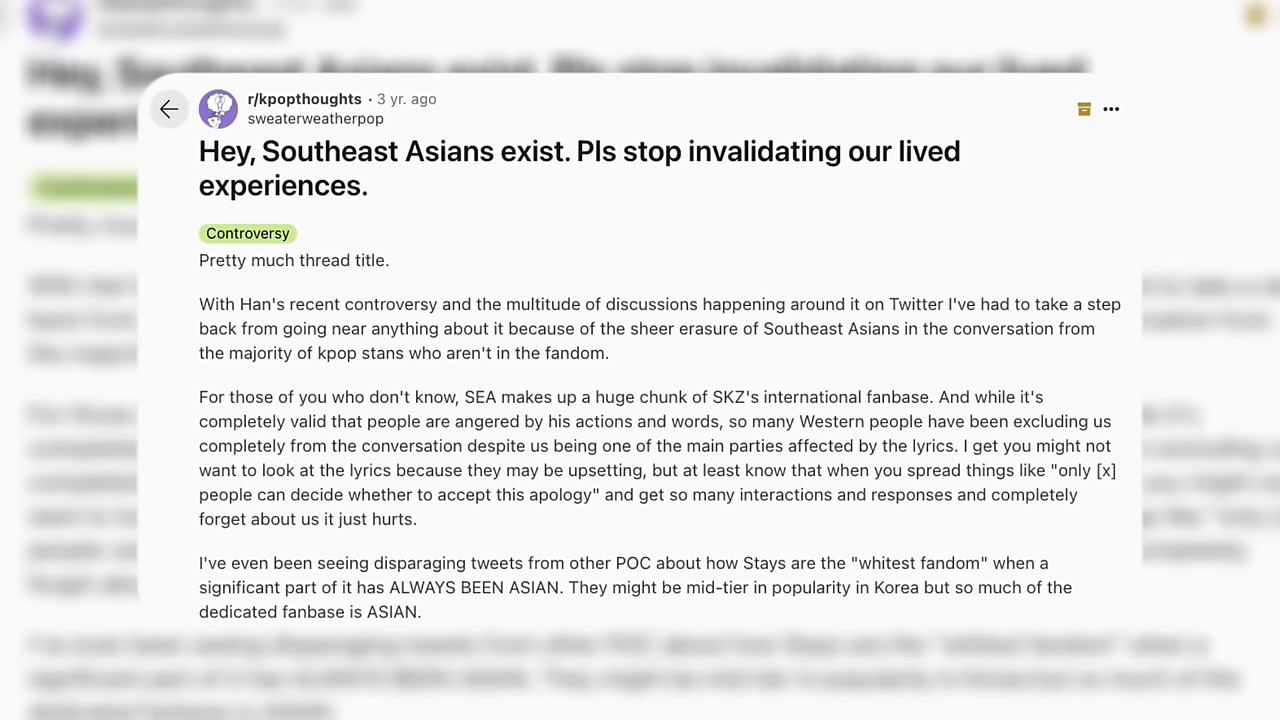 r/kpopthoughts • 3 yr. ago
sweaterweatherpop
Hey, Southeast Asians exist. Pls stop invalidating our lived
experiences.
Controversy
Pretty much thread title.
With Han's recent controversy and the multitude of discussions happening around it on Twitter I've had to take a step
back from going near anything about it because of the sheer erasure of Southeast Asians in the conversation from
the majority of kpop stans who aren't in the fandom.
For those of you who don't know, SEA makes up a huge chunk of SKZ's international fanbase. And while it's
completely valid that people are angered by his actions and words, so many Western people have been excluding us
completely from the conversation despite us being one of the main parties affected by the lyrics. I get you might not
want to look at the lyrics because they may be upsetting, but at least know that when you spread things like "only [x]
people can decide whether to accept this apology" and get so many interactions and responses and completely
forget about us it just hurts.
I've even been seeing disparaging tweets from other POC about how Stays are the "whitest fandom" when a
significant part of it has ALWAYS BEEN ASIAN. They might be mid-tier in popularity in Korea but so much of the
dedicated fanbase is ASIAN.